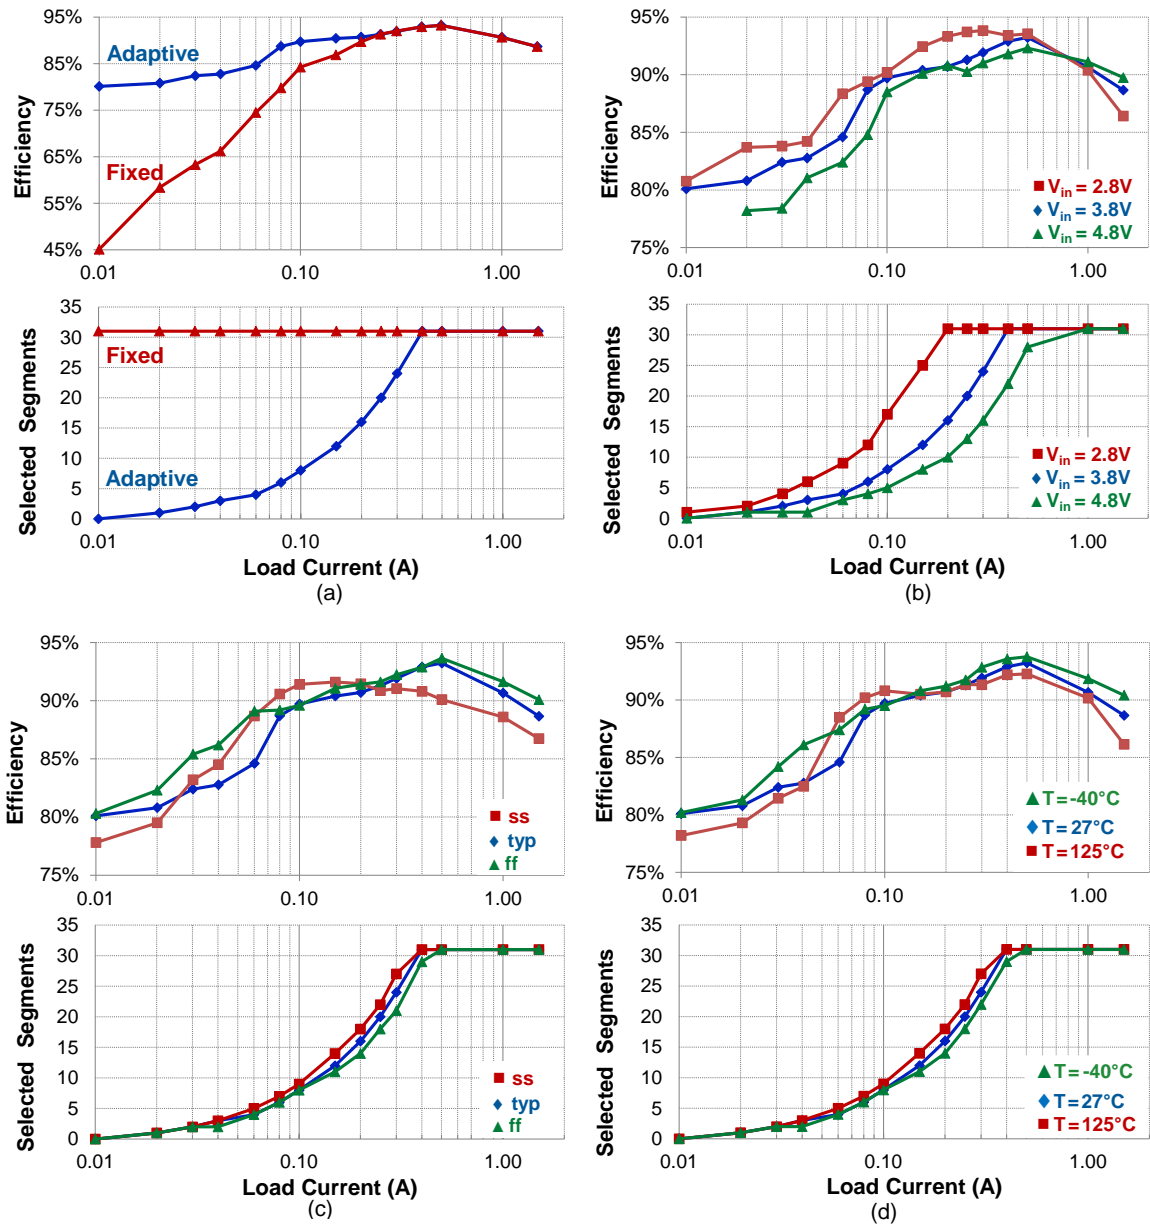 95%
85%
75%
65%
55%
45%
Efficiency
Adaptive
Fixed
0.01
0.10
1.00
35
30
25
20
15
10
5
0
Selected Segments
Fixed
Adaptive
0.01
0.10
1.00
Load Current (A)
(a)
95%
90%
85%
80%
75%
Efficiency
Vin = 2.8V
Vin = 3.8V
Vin = 4.8V
0.01
0.10
1.00
35
30
25
20
15
10
5
0
Selected Segments
Vin = 2.8V
Vin = 3.8V
Vin = 4.8V
0.01
0.10
1.00
Load Current (A)
(b)
95%
90%
85%
80%
75%
Efficiency
ss
typ
ff
0.01
0.10
1.00
35
30
25
20
15
10
5
0
Selected Segments
ss
typ
ff
0.01
0.10
1.00
Load Current (A)
(c)
95%
90%
85%
80%
75%
Efficiency
T = -40°C
T = 27°C
T = 125°C
0.01
0.10
1.00
35
30
25
20
15
10
5
0
Selected Segments
T = -40°C
T = 27°C
T = 125°C
0.01
0.10
1.00
Load Current (A)
(d)